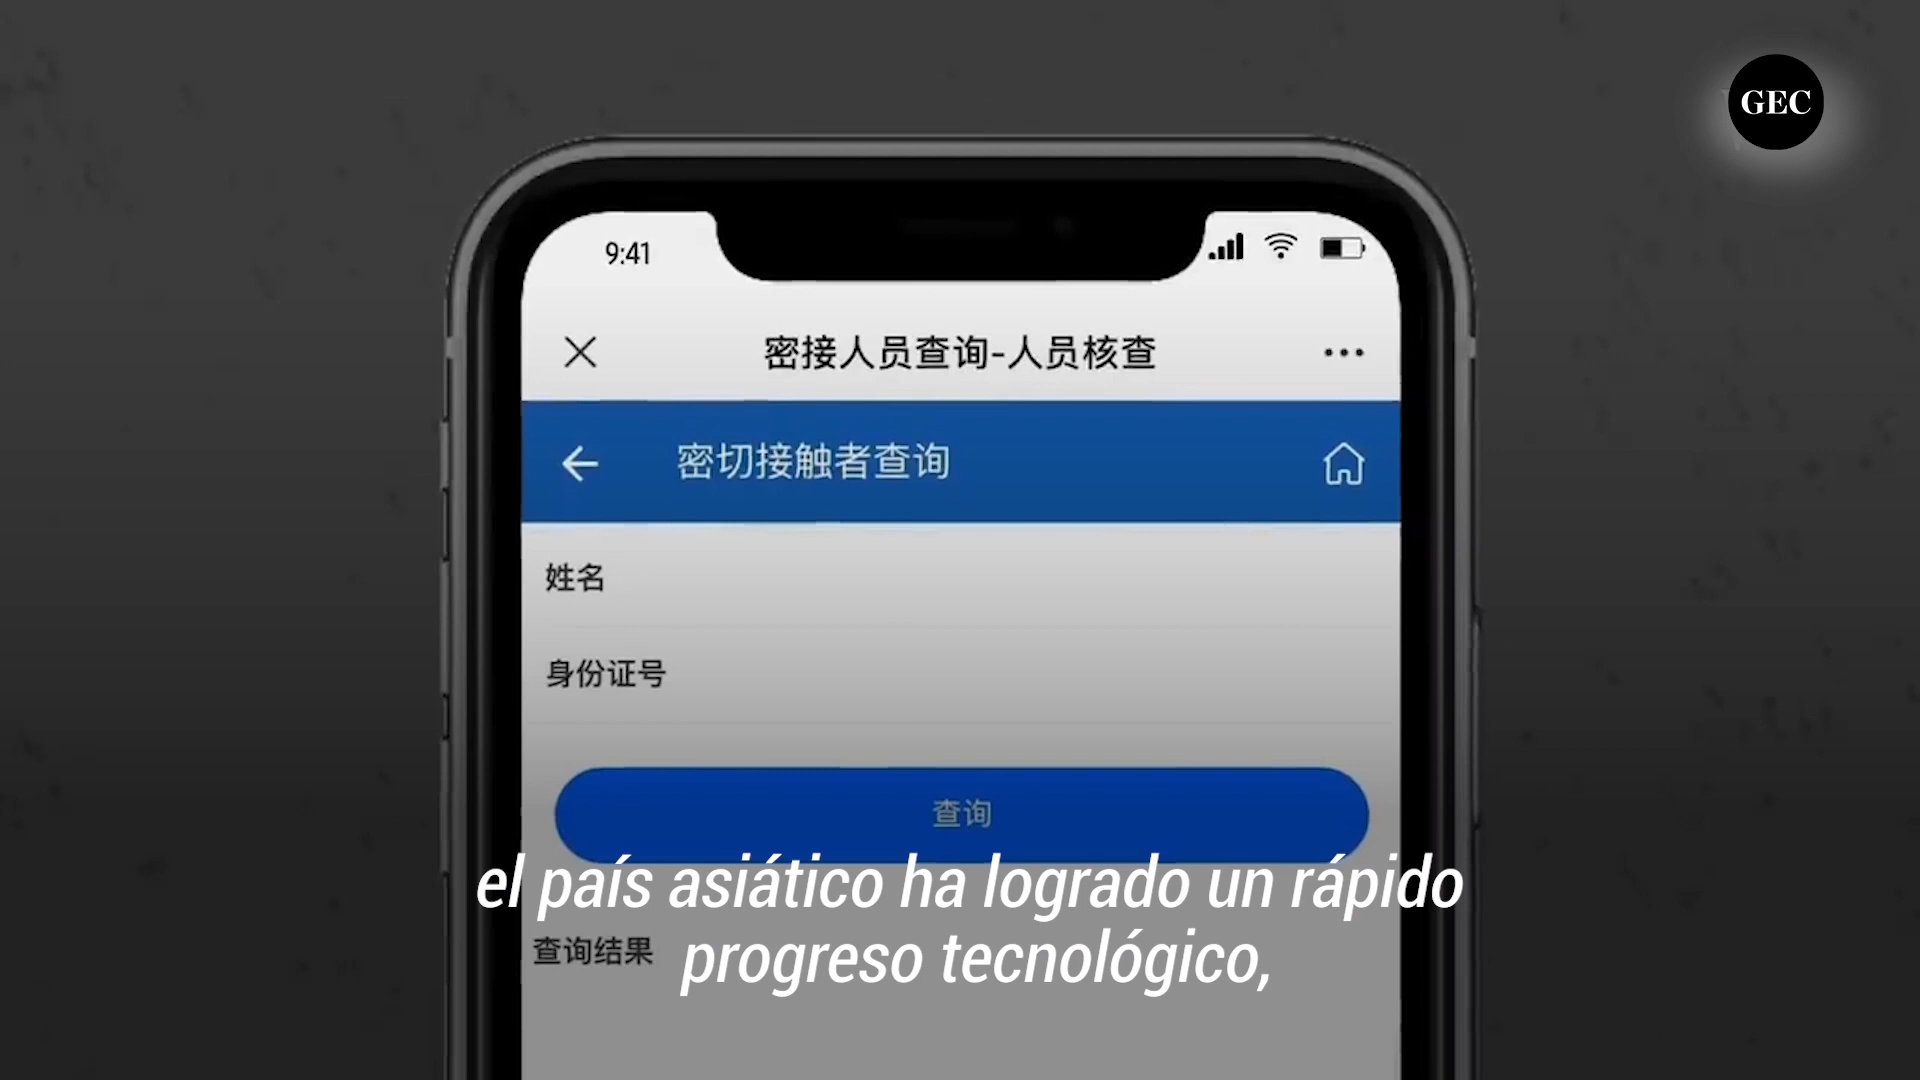 GEC
9:41
密接人员查询-人员核查
密切接触者查询
姓名
身份证号
查询
el país asiático ha logrado un rápido
progreso tecnológico,
查询结果